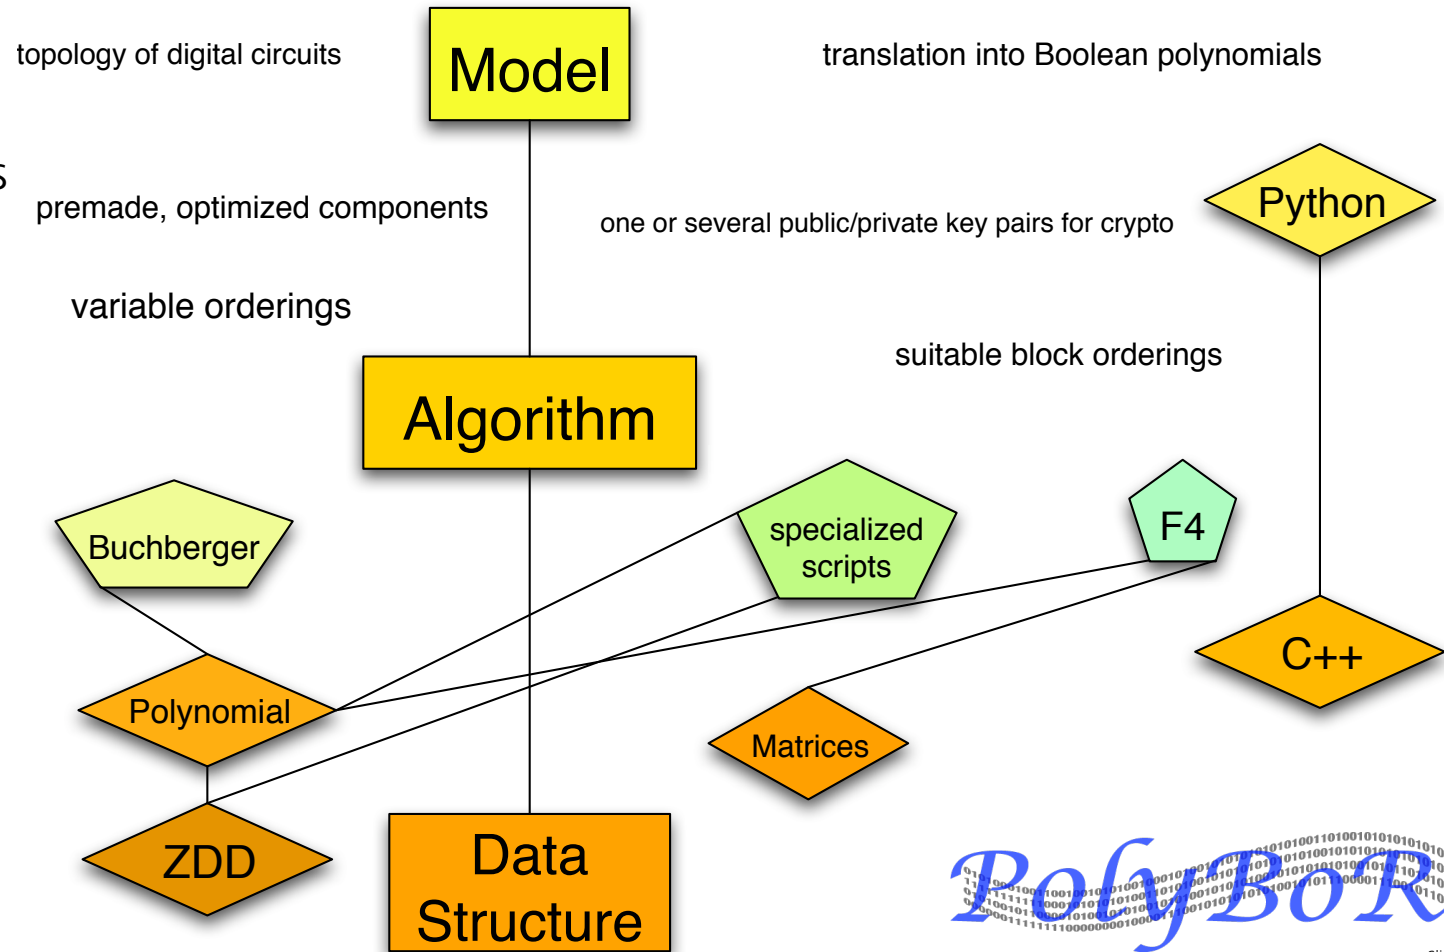 topology of digital circuits
Model
translation into Boolean polynomials
s
premade, optimized components
one or several public/private key pairs for crypto
Python
variable orderings
suitable block orderings
Algorithm
Buchberger
specialized
scripts
F4
C++
Polynomial
Matrices
ZDD
Data
Structure
PolyBoR